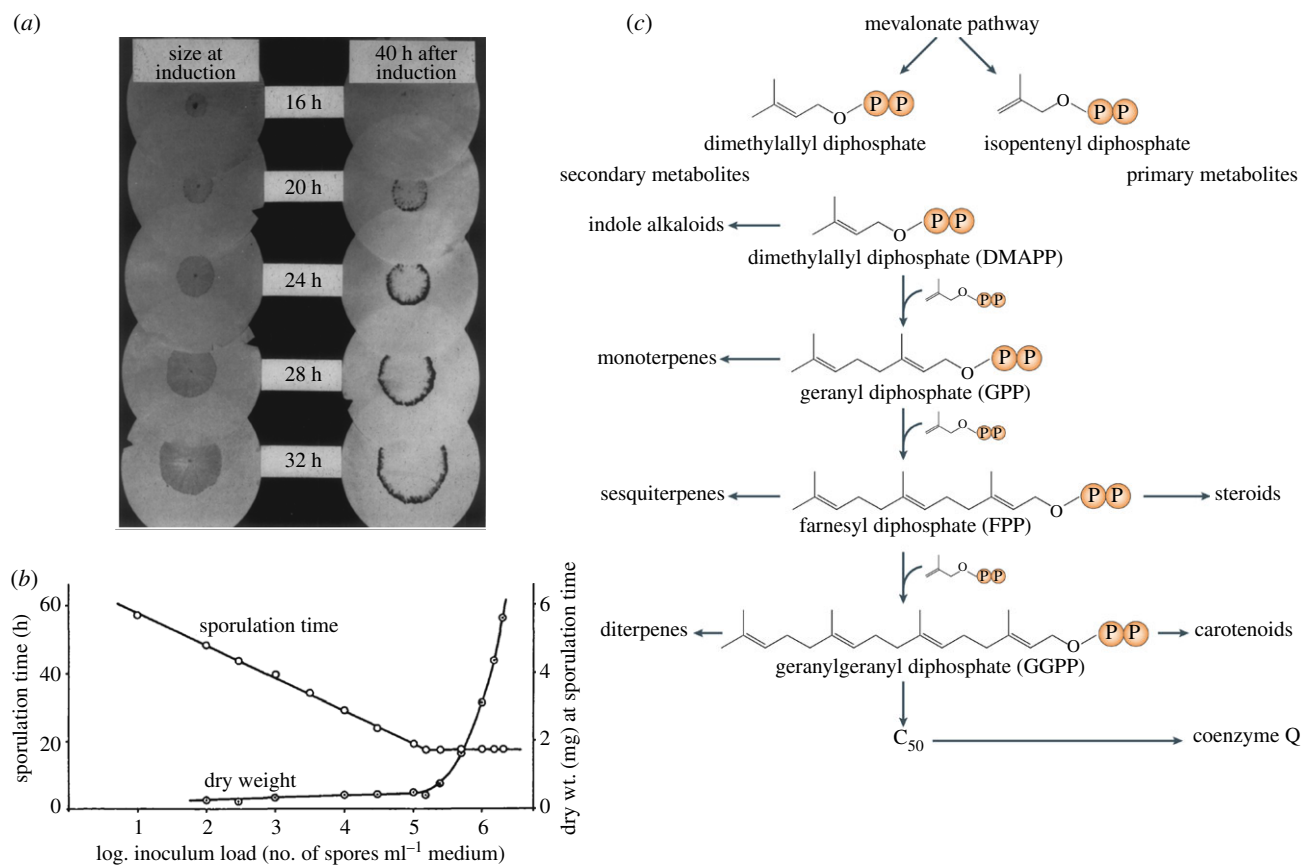 (a)
size at
induction
40 h after
induction
16 h
20 h
24 h
28 h
32 h
(b)
60
40
20
0
sporulation time (h)
6
4
2
0
dry wt. (mg) at sporulation time
sporulation time
dry weight
1 2 3 4 5 6
log. inoculum load (no. of spores ml⁻¹ medium)
(c)
mevalonate pathway
O P P
O P P
dimethylallyl diphosphate
isopentenyl diphosphate
secondary metabolites
primary metabolites
indole alkaloids
O P P
dimethylallyl diphosphate (DMAPP)
O P P
monoterpenes
O P P
geranyl diphosphate (GPP)
O P P
sesquiterpenes
O P P
steroids
farnesyl diphosphate (FPP)
O P P
diterpenes
O P P
carotenoids
geranylgeranyl diphosphate (GGPP)
C₅₀
coenzyme Q